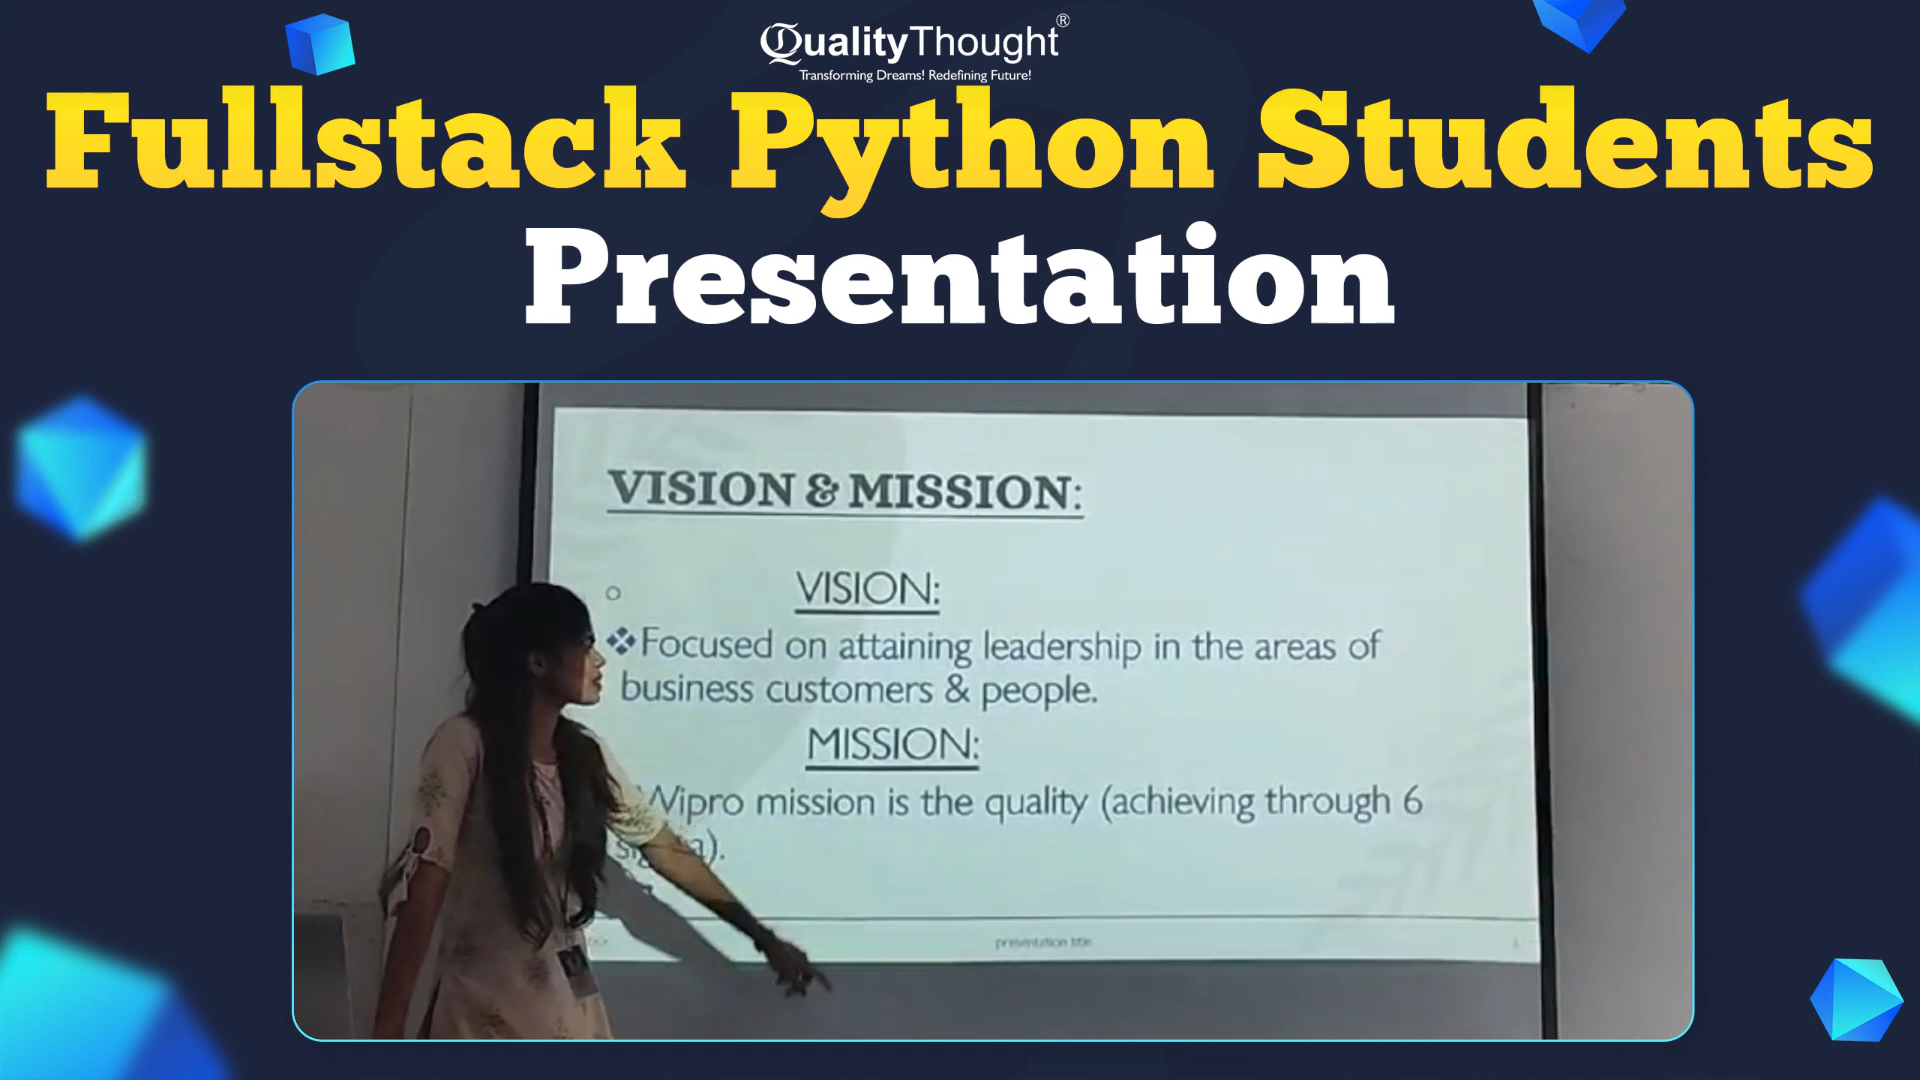 QualityThought®
Transforming Dreams! Redefining Future!
Fullstack Python Students
Presentation
VISION & MISSION:
VISION:
Focused on attaining leadership in the areas of
business customers & people.
MISSION:
Wipro mission is the quality (achieving through 6
presentation title